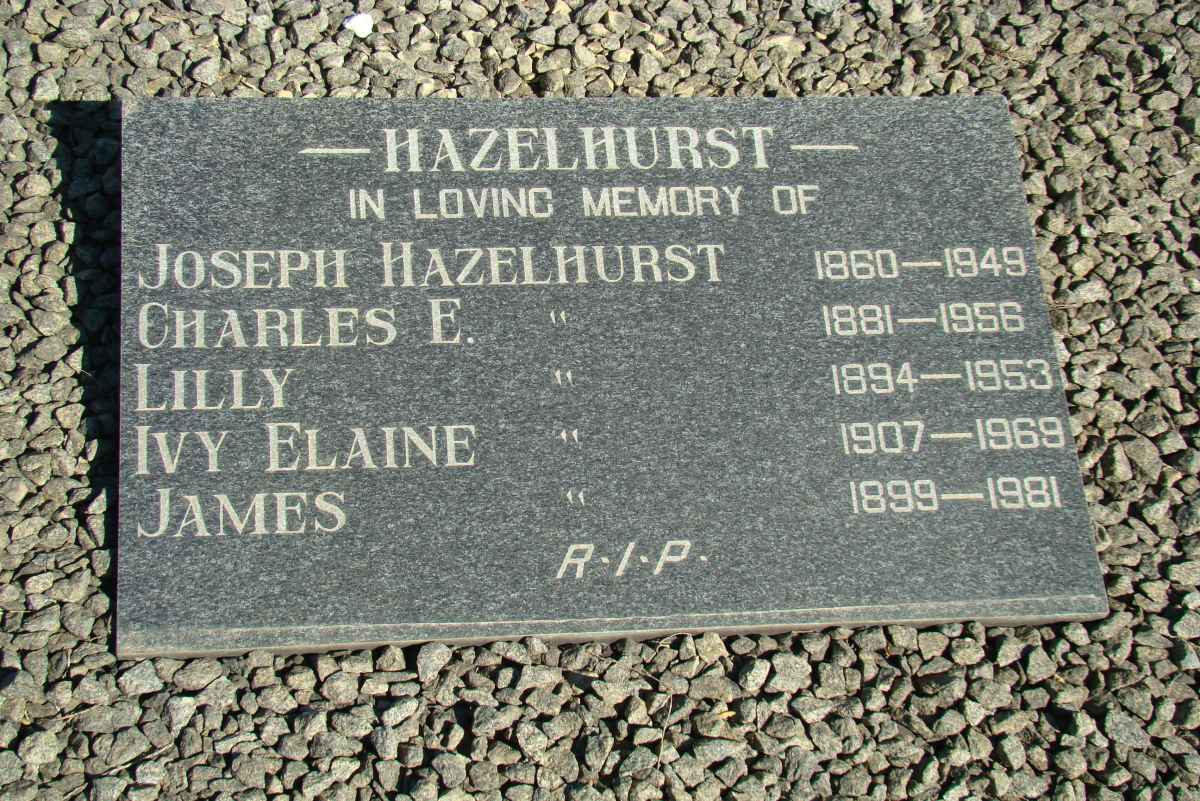 — HAZELHURST —
IN LOVING MEMORY OF
JOSEPH HAZELHURST 1860—1949
CHARLES E. " 1881—1956
LILLY " 1894—1953
IVY ELAINE " 1907—1969
JAMES " 1899—1981
R·I·P·